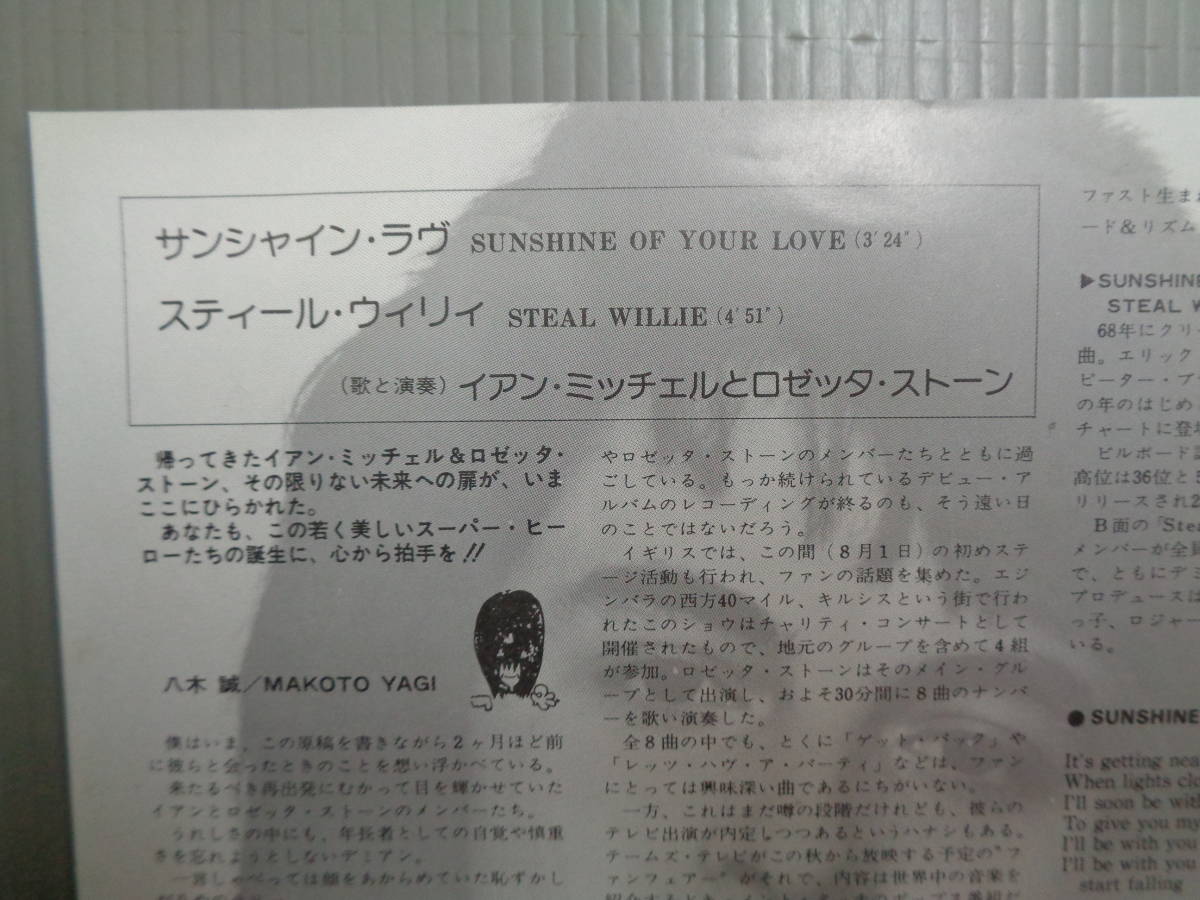 サンシャイン・ラヴ SUNSHINE OF YOUR LOVE (3′24″)
スティール・ウィリィ STEAL WILLIE (4′51″)
(歌と演奏) イアン・ミッチェルとロゼッタ・ストーン
帰ってきたイアン・ミッチェル&ロゼッタ・
ストーン、その限りない未来への扉が、いま
ここにひらかれた。
あなたも、この若く美しいスーパー・ヒー
ローたちの誕生に、心から拍手を!!
八木 誠/MAKOTO YAGI
僕はいま、この原稿を書きながら2ヶ月ほど前
に彼らと会ったときのことを想い浮かべている。
来たるべき再出発にむかって目を輝かせていた
イアンとロゼッタ・ストーンのメンバーたち。
うれしさの中にも、年長者としての自覚や慎重
さを忘れようとしないデミアン。
一言しゃべっては顔をあからめていた恥ずかし
やロゼッタ・ストーンのメンバーたちとともに過
ごしている。もっか続けられているデビュー・ア
ルバムのレコーディングが終るのも、そう遠い日
のことではないだろう。
イギリスでは、この間(8月1日)の初めステ
ージ活動も行われ、ファンの話題を集めた。エジ
ンバラの西方40マイル、キルシスという街で行わ
れたこのショウはチャリティ・コンサートとして
開催されたもので、地元のグループを含めて4組
が参加。ロゼッタ・ストーンはそのメイン・グル
ープとして出演し、およそ30分間に8曲のナンバ
ーを歌い演奏した。
全8曲の中でも、とくに「ゲット・バック」や
「レッツ・ハヴ・ア・パーティ」などは、ファン
にとっては興味深い曲であるにちがいない。
一方、これはまだ噂の段階だけれども、彼らの
テレビ出演が内定しつつあるというハナシもある。
テームズ・テレビがこの秋から放映する予定の“フ
ァンフェアー”がそれで、内容は世界中の音楽を
ファスト生ま
ード&リズム
▶SUNSHINE
STEAL W
68年にクリ
曲。エリック
ピーター・ブ
の年のはじめ
チャートに登場
ビルボード誌
高位は36位と5
リリースされ2
B面の「Stea
メンバーが全員
で、ともにデミ
プロデュースは
っ子、ロジャー
いる。
●SUNSHINE
It's getting nea
When lights clo
I'll soon be with
To give you my
I'll be with you
I'll be with you
start falling